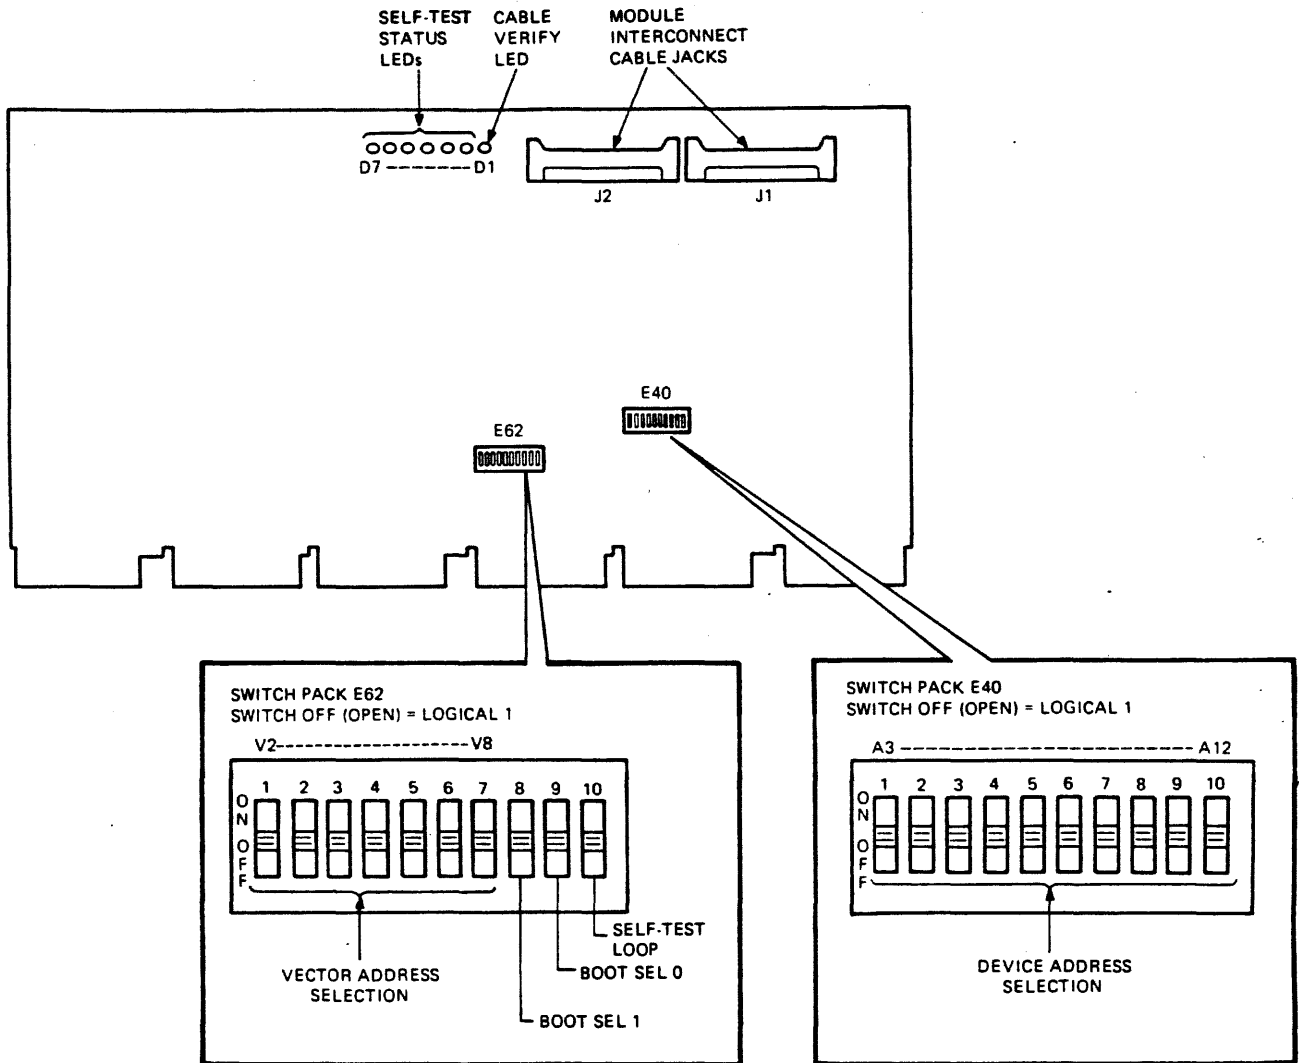 SELF-TEST
STATUS
LEDs
CABLE
VERIFY
LED
MODULE
INTERCONNECT
CABLE JACKS
D7 ------- D1
J2
J1
E40
E62
SWITCH PACK E62
SWITCH OFF (OPEN) = LOGICAL 1
V2--------------------V8
1 2 3 4 5 6 7 8 9 10
ON OFF
VECTOR ADDRESS
SELECTION
SELF-TEST
LOOP
BOOT SEL 0
BOOT SEL 1
SWITCH PACK E40
SWITCH OFF (OPEN) = LOGICAL 1
A3 ------------------------------ A12
1 2 3 4 5 6 7 8 9 10
ON OFF
DEVICE ADDRESS
SELECTION